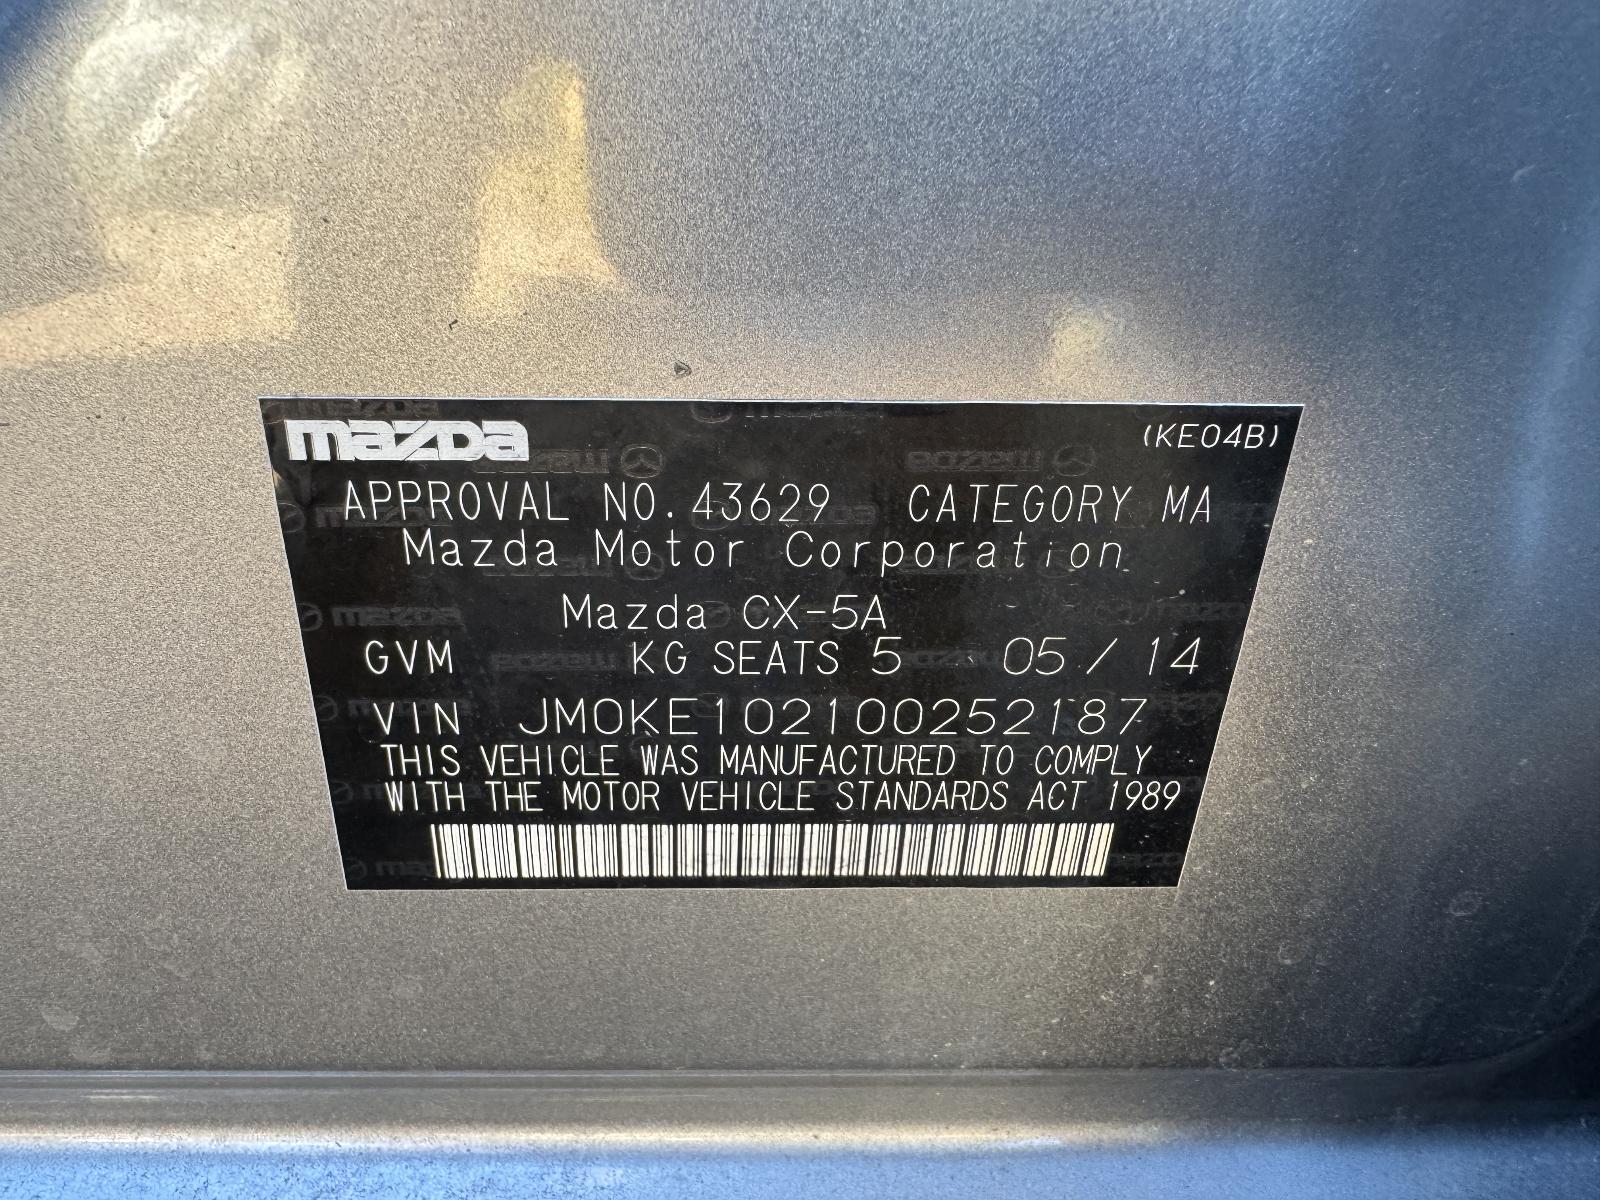 mazda (KE04B)
APPROVAL NO. 43629 CATEGORY MA
Mazda Motor Corporation
Mazda CX-5A
GVM KG SEATS 5 05/14
VIN JM0KE102100252187
THIS VEHICLE WAS MANUFACTURED TO COMPLY
WITH THE MOTOR VEHICLE STANDARDS ACT 1989